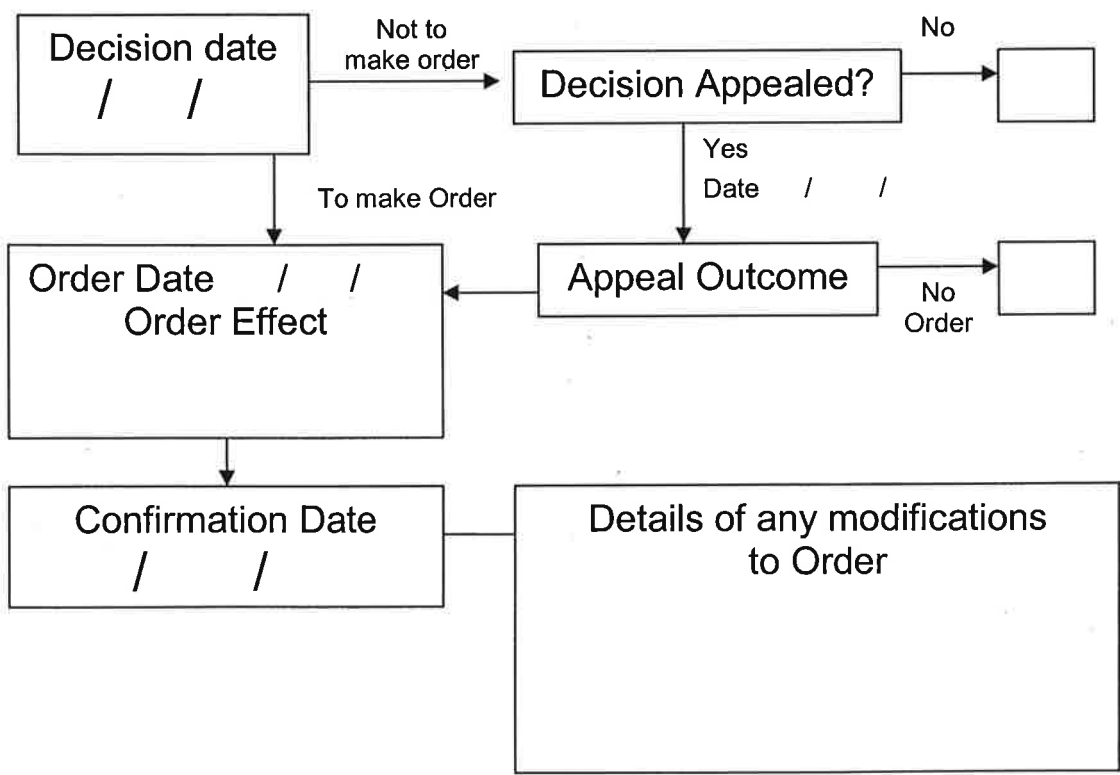 Decision date
/ /
Not to
make order
Decision Appealed?
No
Yes
Date / /
To make Order
Order Date / /
Order Effect
Appeal Outcome
No
Order
Confirmation Date
/ /
Details of any modifications
to Order